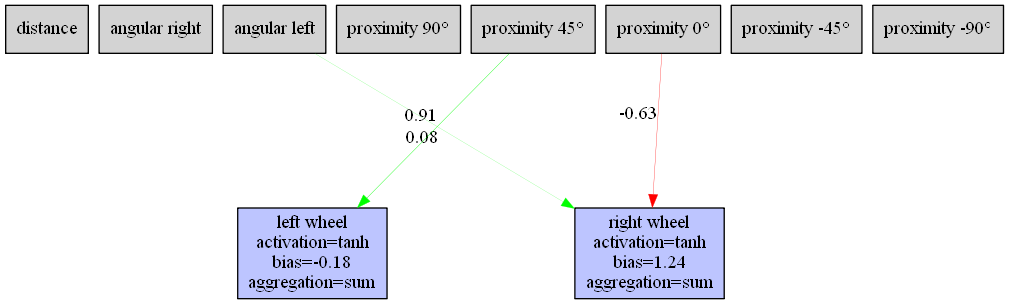 distance
angular right
angular left
proximity 90°
proximity 45°
proximity 0°
proximity -45°
proximity -90°
0.91
-0.63
0.08
left wheel
activation=tanh
bias=-0.18
aggregation=sum
right wheel
activation=tanh
bias=1.24
aggregation=sum